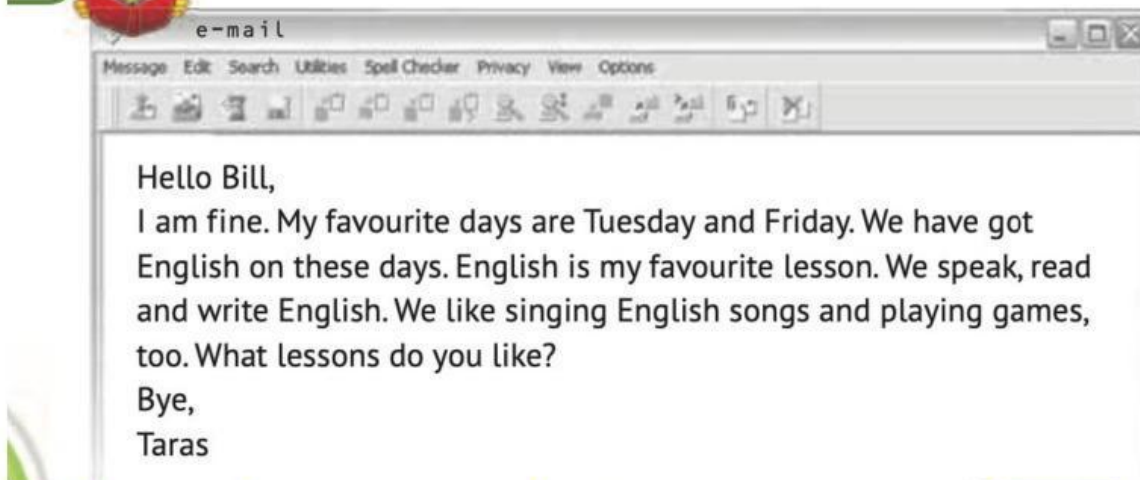 e-mail
Message Edit Search Utilities Spell Checker Privacy View Options
Hello Bill,
I am fine. My favourite days are Tuesday and Friday. We have got
English on these days. English is my favourite lesson. We speak, read
and write English. We like singing English songs and playing games,
too. What lessons do you like?
Bye,
Taras